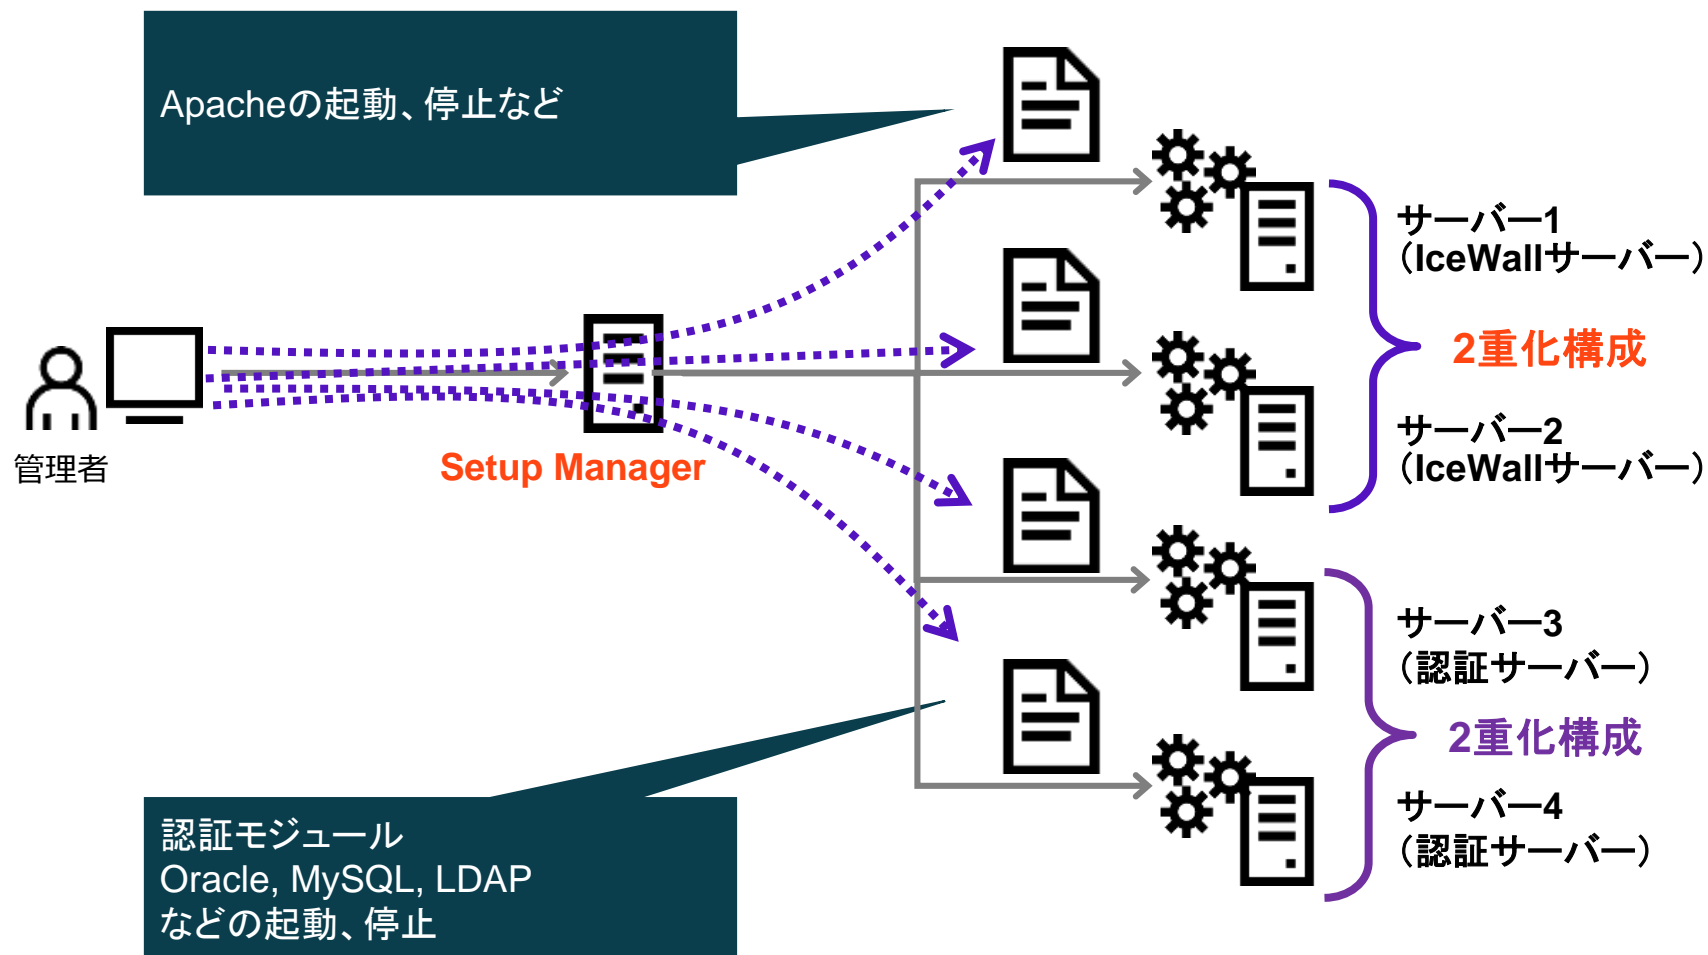 Apacheの起動、停止など
サーバー1
（IceWallサーバー）
2重化構成
サーバー2
（IceWallサーバー）
管理者
Setup Manager
サーバー3
（認証サーバー）
2重化構成
サーバー4
（認証サーバー）
認証モジュール
Oracle, MySQL, LDAP
などの起動、停止